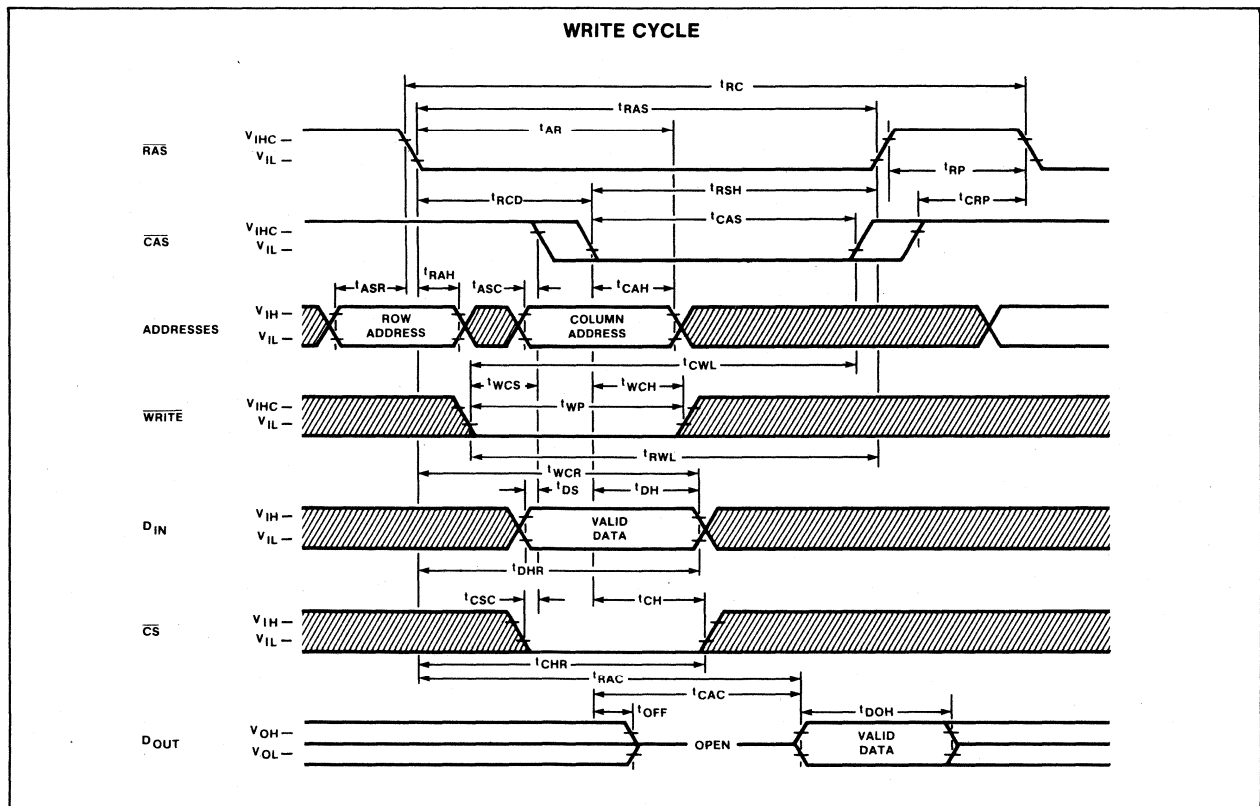 WRITE CYCLE
tRC
tRAS
tAR
RAS
VIHC
VIL
tRP
tRSH
tRCD
tCRP
tCAS
CAS
VIHC
VIL
tASR
tRAH
tASC
tCAH
ADDRESSES
VIH
VIL
ROW
ADDRESS
COLUMN
ADDRESS
tCWL
tWCS
tWCH
WRITE
VIHC
VIL
tWP
tRWL
tWCR
tDS
tDH
DIN
VIH
VIL
VALID
DATA
tDHR
tCSC
tCH
CS
VIH
VIL
tCHR
tRAC
tCAC
tOFF
tDOH
DOUT
VOH
VOL
OPEN
VALID
DATA